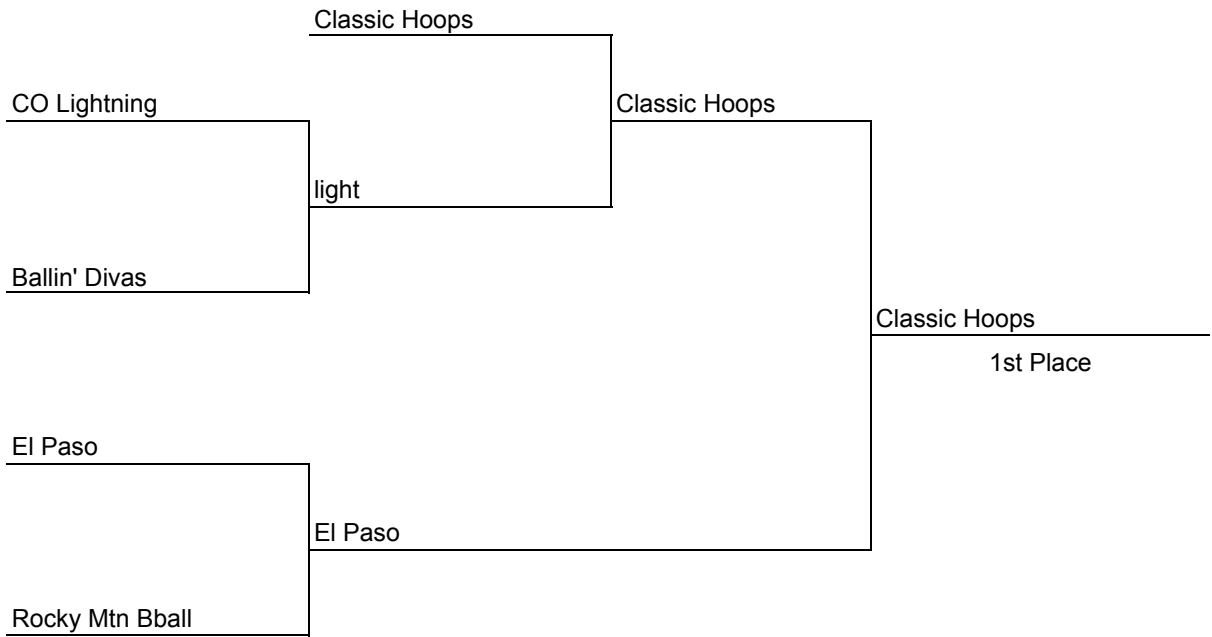 Classic Hoops
CO Lightning
Classic Hoops
light
Ballin' Divas
Classic Hoops
1st Place
El Paso
El Paso
Rocky Mtn Bball